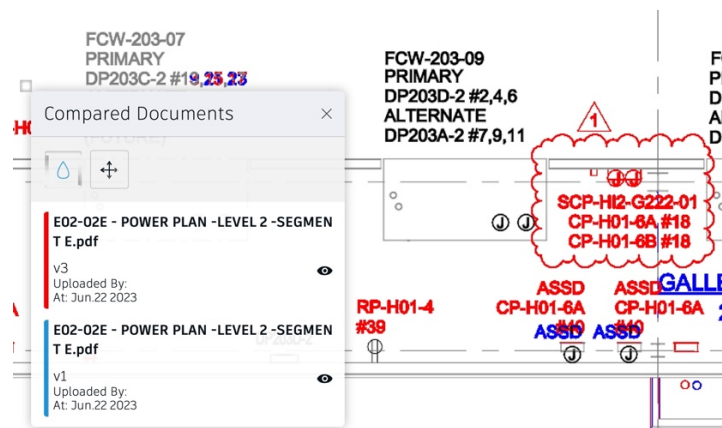 FCW-203-07
PRIMARY
DP203C-2
FCW-203-09
PRIMARY
DP203D-2 #2,4,6
ALTERNATE
DP203A-2 #7,9,11
1
J J
SCP-HI2-G222-01
CP-H01-6A #18
CP-H01-6B #18
J J
Compared Documents
(FUTURE)
E02-02E - POWER PLAN -LEVEL 2 -SEGMEN
T E.pdf
v3
Uploaded By:
At: Jun.22 2023
E02-02E - POWER PLAN -LEVEL 2 -SEGMEN
T E.pdf
v1
Uploaded By:
At: Jun.22 2023
DP203D-2
RP-H01-4
#39
ASSD
CP-H01-6A
ASSD
J
ASSD
CP-H01-6A
#40
ASSD
J
GALLE